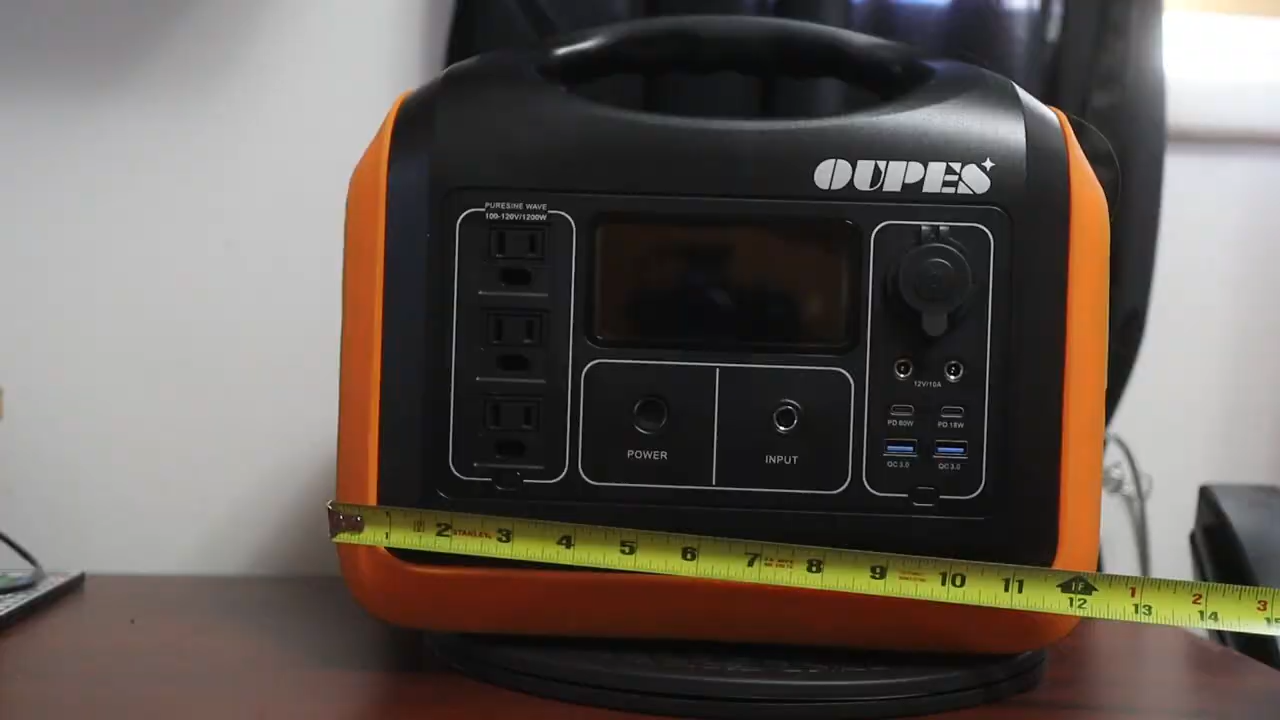 OUPES
PURESINE WAVE
100-120V/1200W
12V/10A
PD 60W PD 18W
QC 3.0 QC 3.0
POWER INPUT
1 2 STANLEY 3 4 5 6 7 8 9 10 11 1F 1 2 3
12 13 14 15